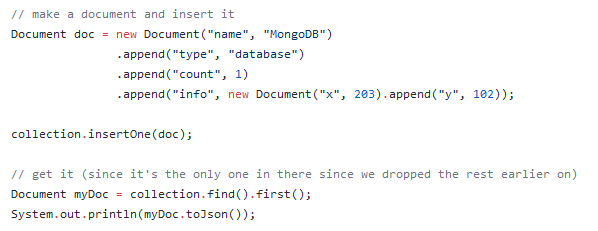 // make a document and insert it
Document doc = new Document("name", "MongoDB")
.append("type", "database")
.append("count", 1)
.append("info", new Document("x", 203).append("y", 102));
collection.insertOne(doc);
// get it (since it's the only one in there since we dropped the rest earlier on)
Document myDoc = collection.find().first();
System.out.println(myDoc.toJson());